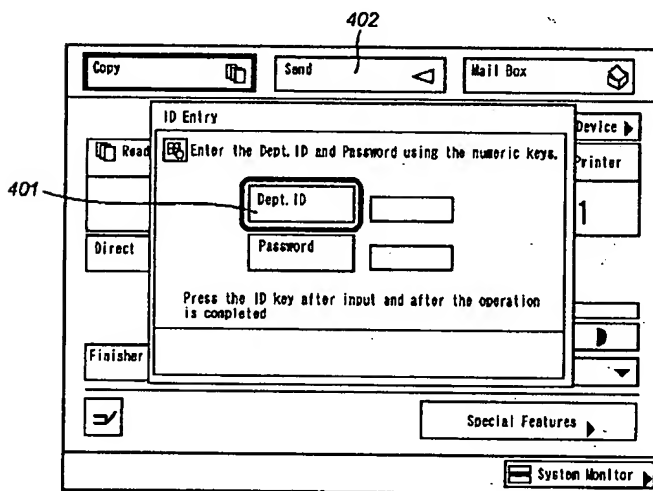 402
Copy
Send
Mail Box
ID Entry
Device
Read
Enter the Dept. ID and Password using the numeric keys.
Printer
401
Dept. ID
1
Direct
Password
Press the ID key after input and after the operation
is completed
Finisher
Special Features
System Monitor